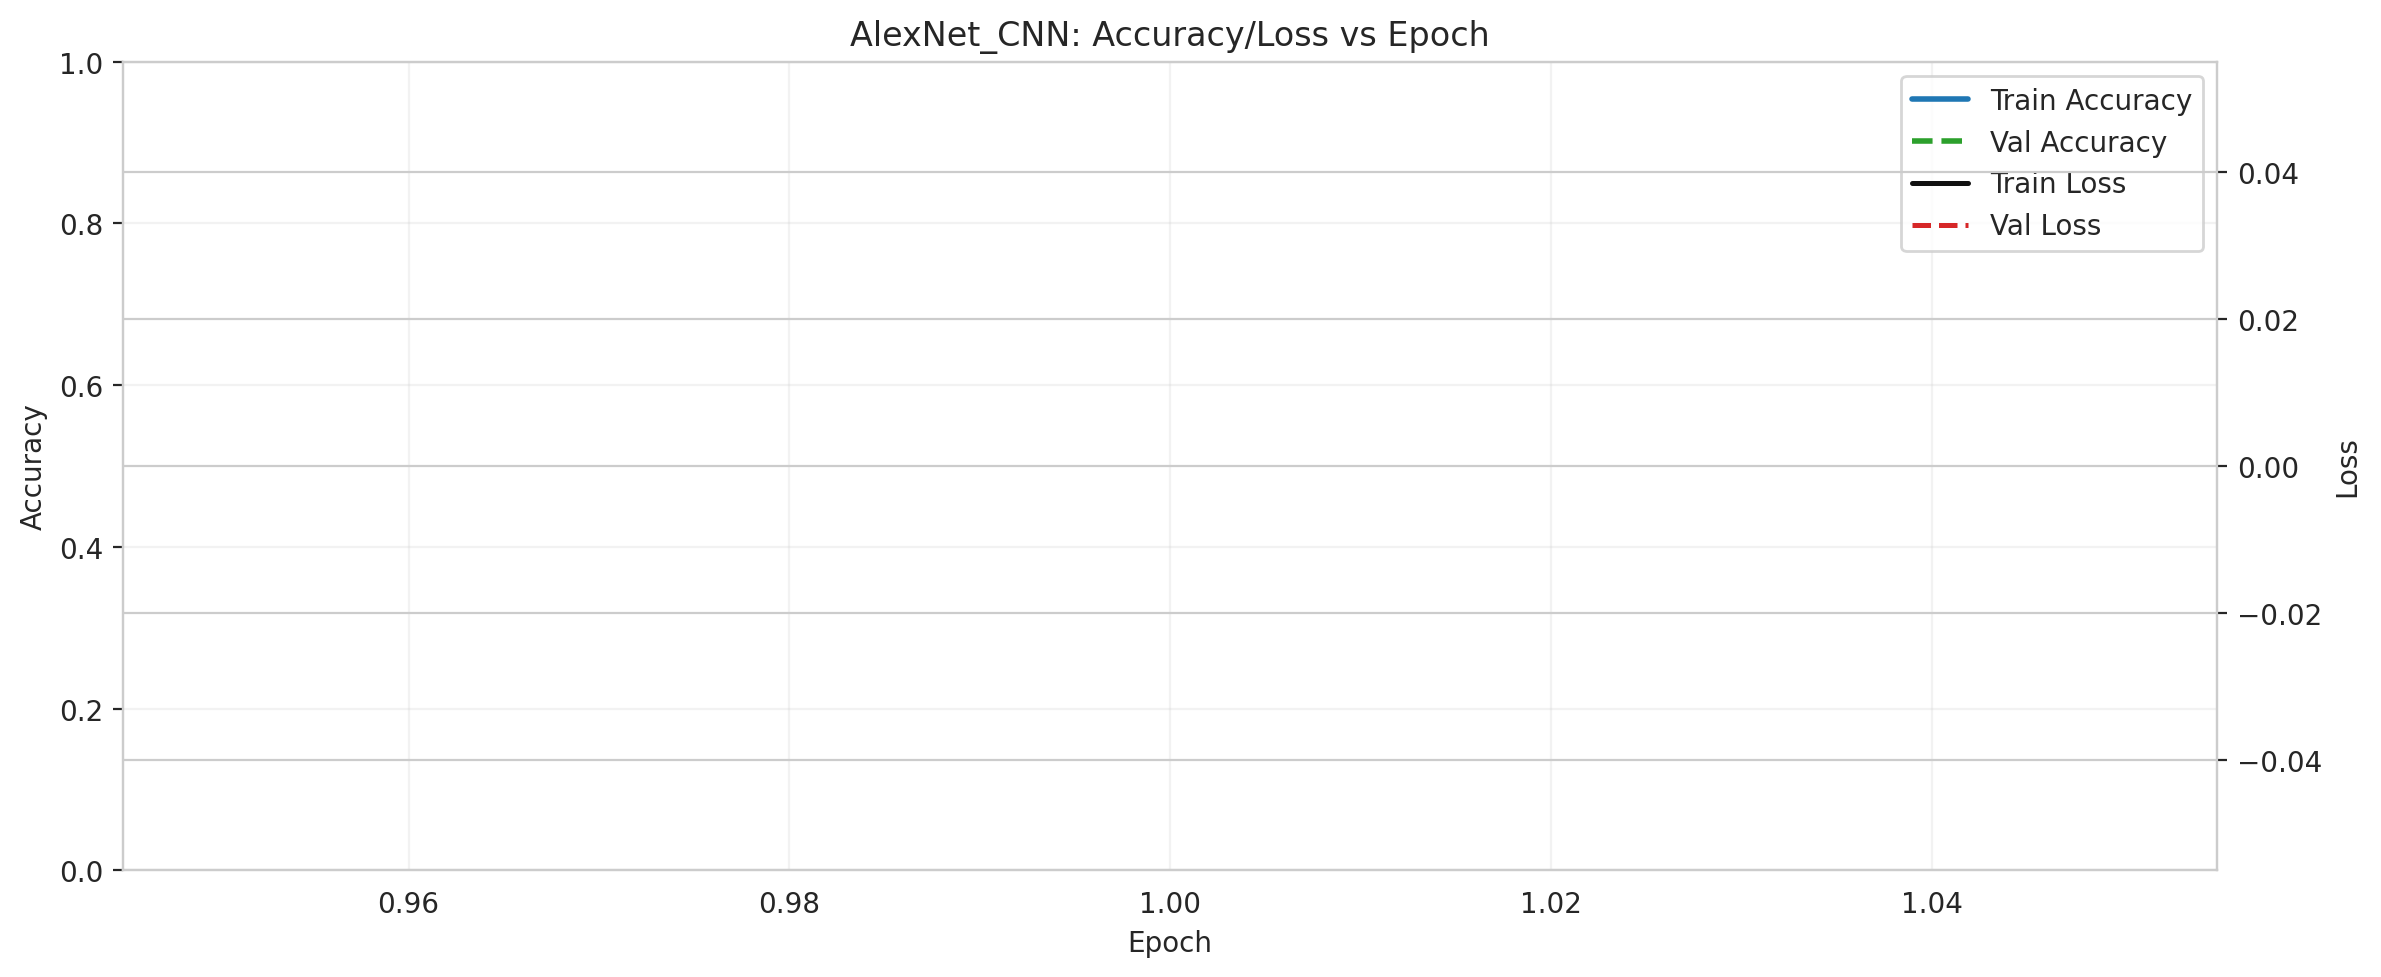 AlexNet_CNN: Accuracy/Loss vs Epoch
1.0
0.8
0.6
0.4
0.2
0.0
Accuracy
Train Accuracy
Val Accuracy
Train Loss
Val Loss
0.04
0.02
0.00
−0.02
−0.04
Loss
0.96 0.98 1.00 1.02 1.04
Epoch